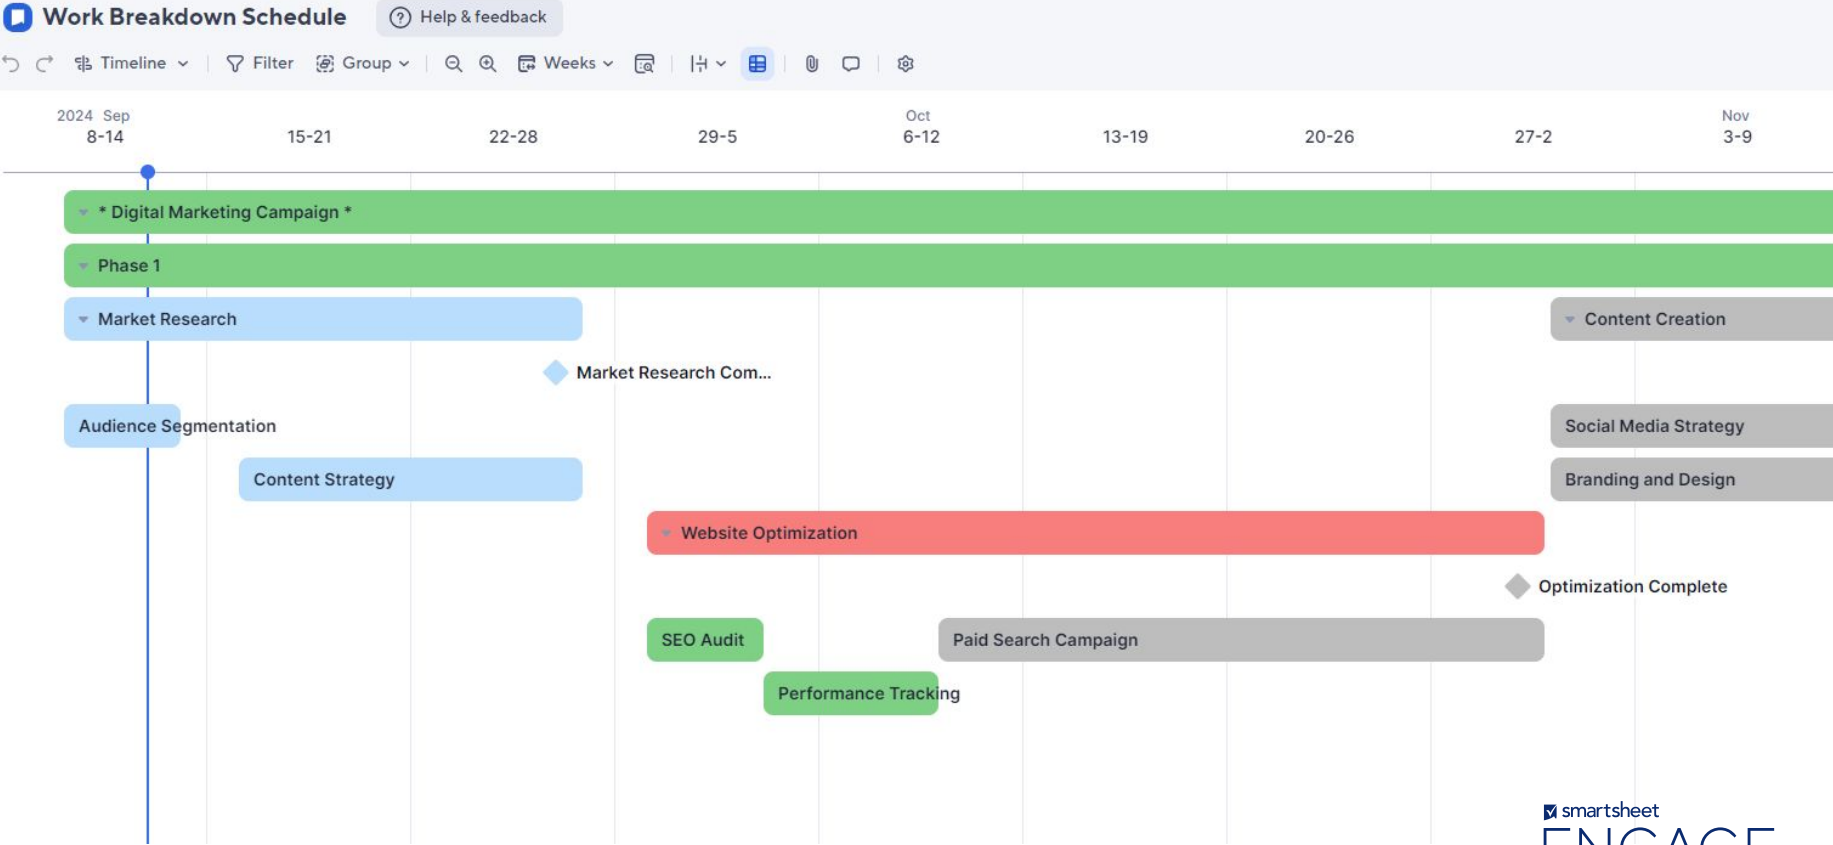 Work Breakdown Schedule
Help & feedback
Timeline
Filter
Group
Weeks
2024 Sep
Oct
Nov
8-14
15-21
22-28
29-5
6-12
13-19
20-26
27-2
3-9
* Digital Marketing Campaign *
Phase 1
Market Research
Content Creation
Market Research Com...
Audience Segmentation
Social Media Strategy
Content Strategy
Branding and Design
Website Optimization
Optimization Complete
SEO Audit
Paid Search Campaign
Performance Tracking
smartsheet
ENGAGE